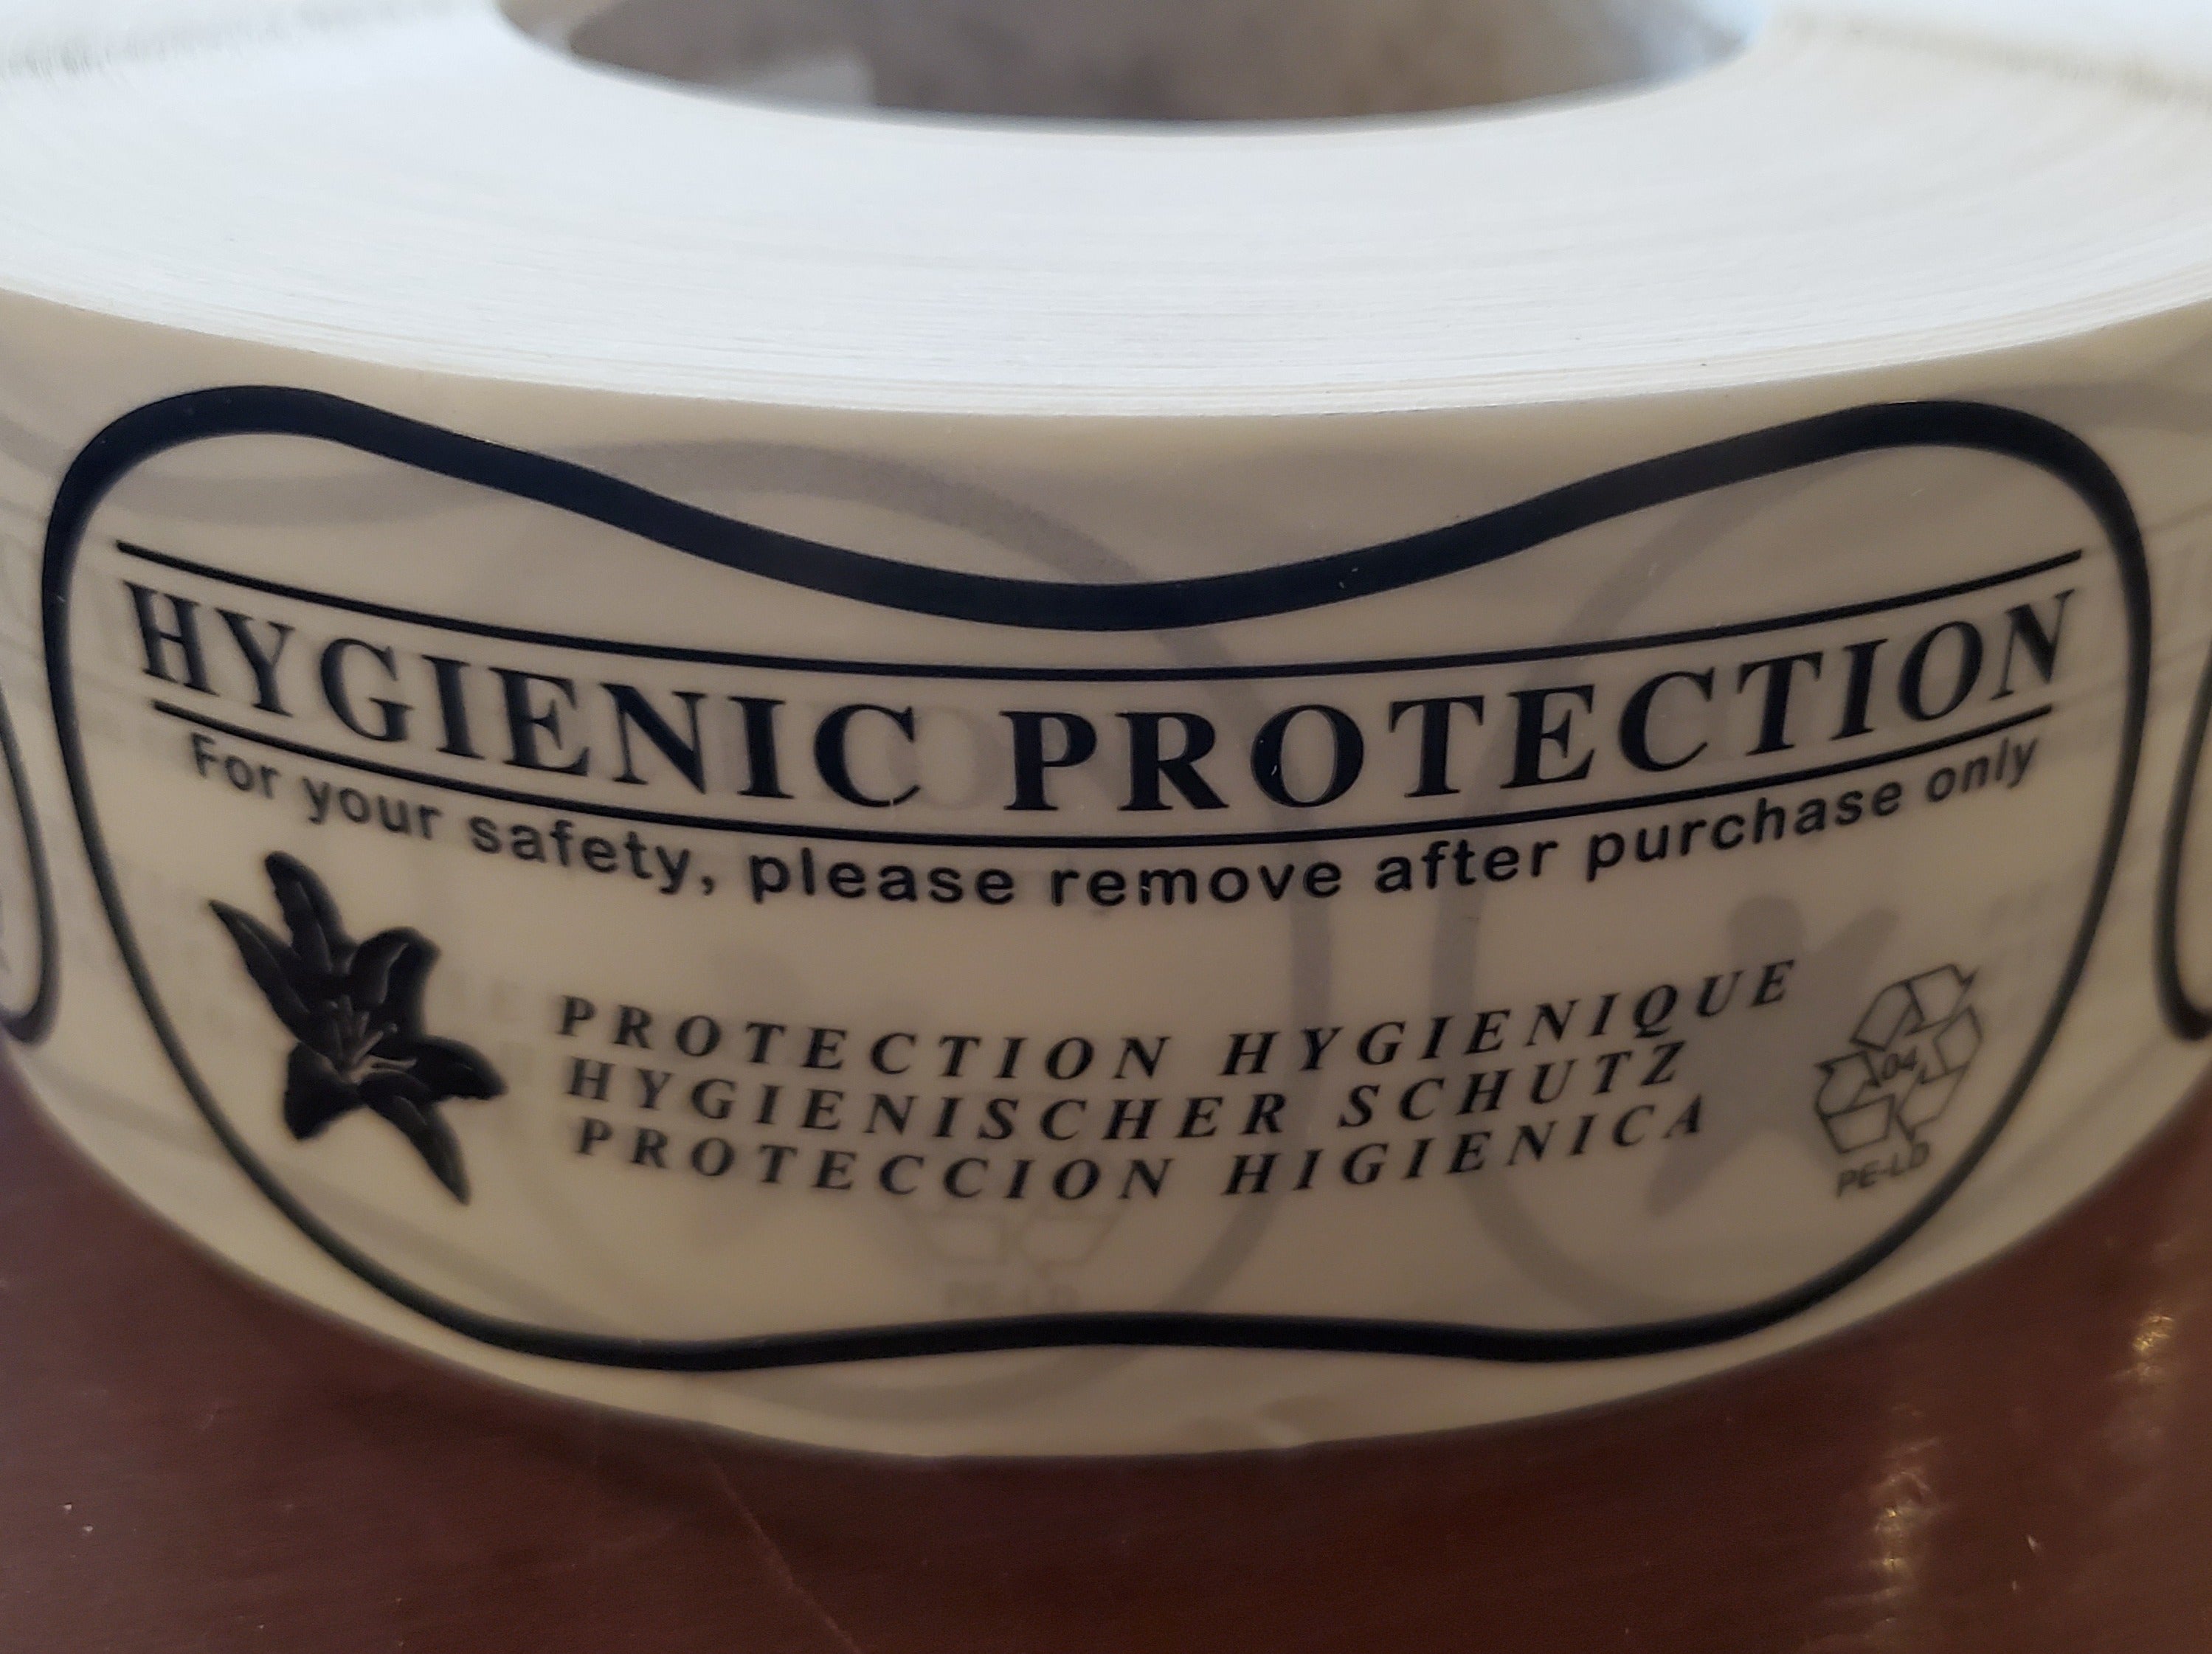 HYGIENIC PROTECTION
For your safety, please remove after purchase only
PROTECTION HYGIENIQUE
HYGIENISCHER SCHUTZ
PROTECCION HIGIENICA
04
PE-LD